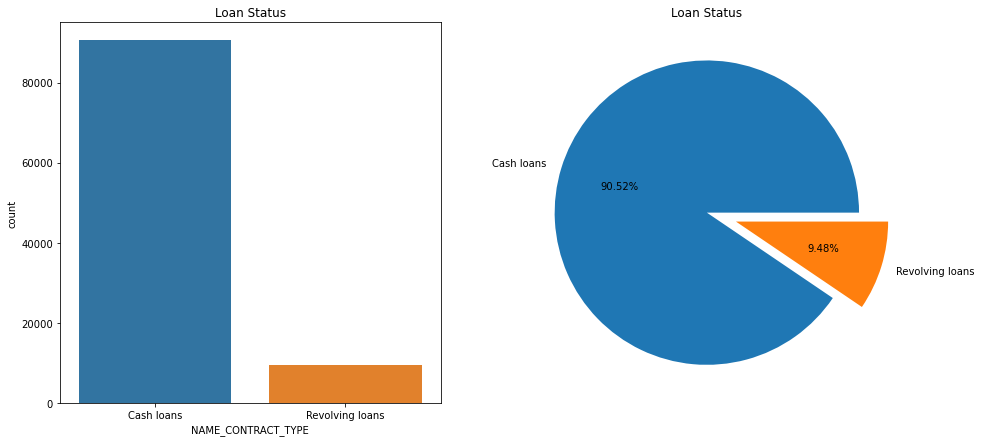 Loan Status
80000
60000
40000
20000
0
count
Cash loans
Revolving loans
NAME_CONTRACT_TYPE
Loan Status
Cash loans
90.52%
9.48%
Revolving loans